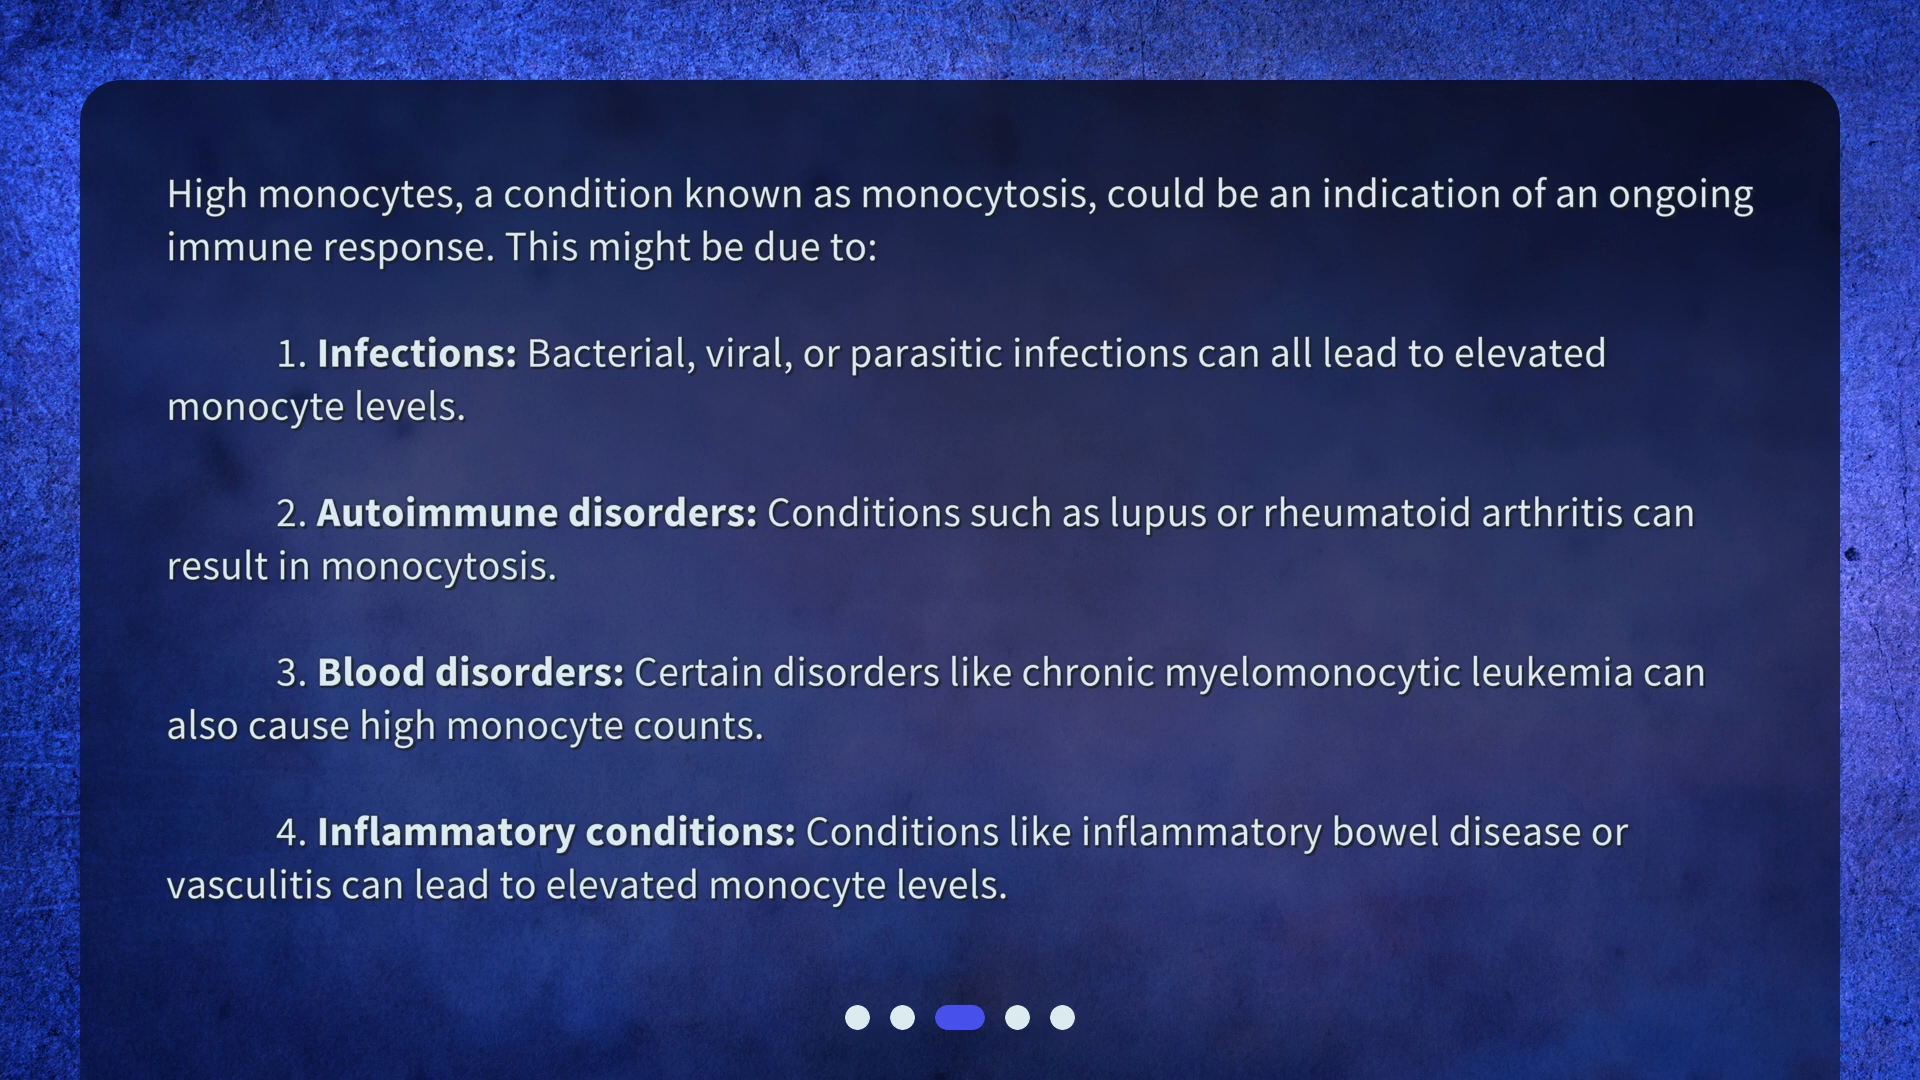 High monocytes, a condition known as monocytosis, could be an indication of an ongoing
immune response. This might be due to:
1. Infections: Bacterial, viral, or parasitic infections can all lead to elevated
monocyte levels.
2. Autoimmune disorders: Conditions such as lupus or rheumatoid arthritis can
result in monocytosis.
3. Blood disorders: Certain disorders like chronic myelomonocytic leukemia can
also cause high monocyte counts.
4. Inflammatory conditions: Conditions like inflammatory bowel disease or
vasculitis can lead to elevated monocyte levels.